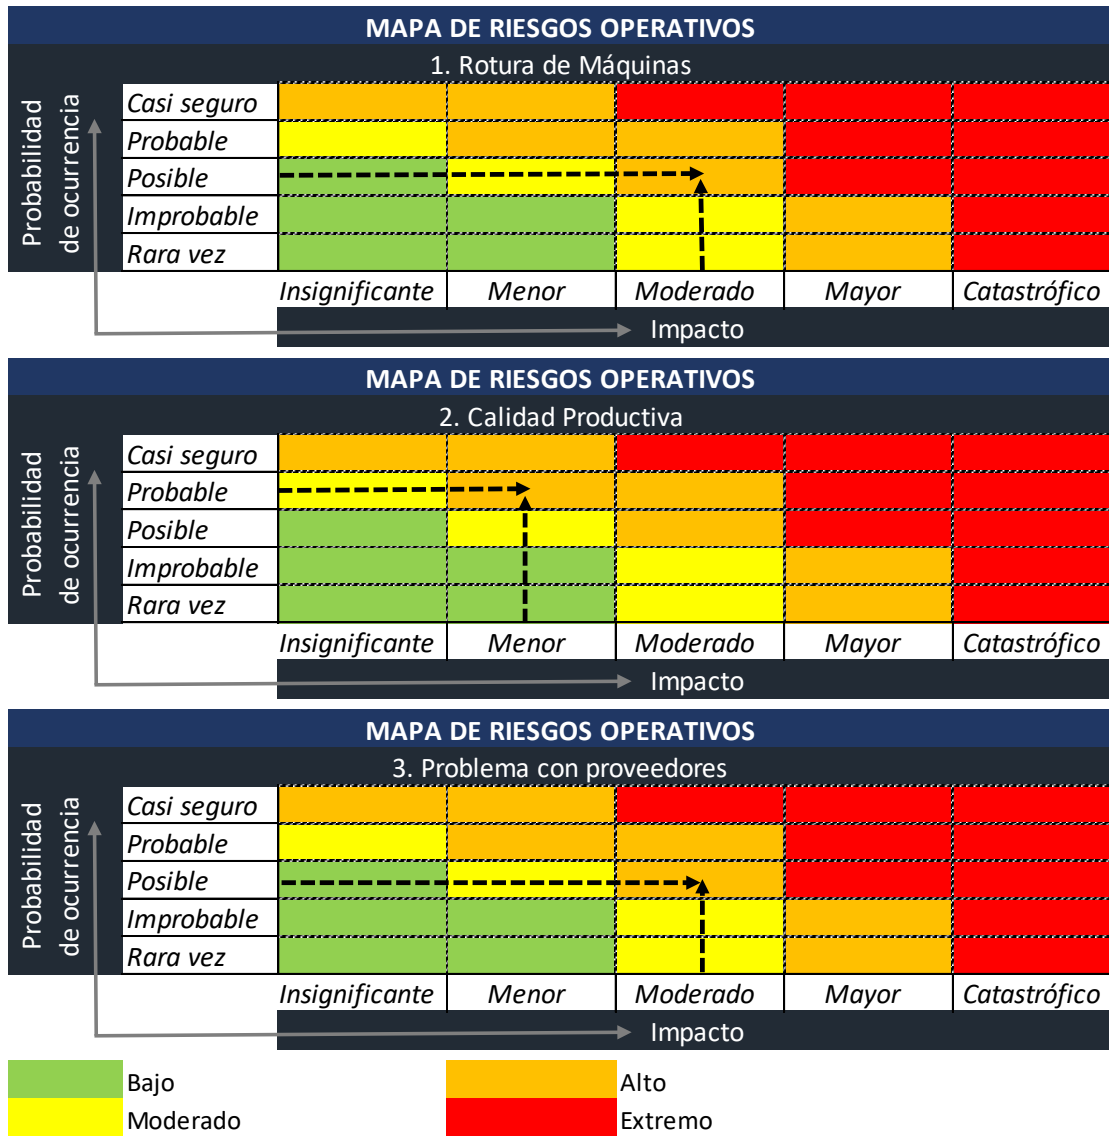 MAPA DE RIESGOS OPERATIVOS
1. Rotura de Máquinas
Probabilidad
de ocurrencia
Casi seguro
Probable
Posible
Improbable
Rara vez
Insignificante Menor Moderado Mayor Catastrófico
Impacto
MAPA DE RIESGOS OPERATIVOS
2. Calidad Productiva
Probabilidad
de ocurrencia
Casi seguro
Probable
Posible
Improbable
Rara vez
Insignificante Menor Moderado Mayor Catastrófico
Impacto
MAPA DE RIESGOS OPERATIVOS
3. Problema con proveedores
Probabilidad
de ocurrencia
Casi seguro
Probable
Posible
Improbable
Rara vez
Insignificante Menor Moderado Mayor Catastrófico
Impacto
Bajo Alto
Moderado Extremo